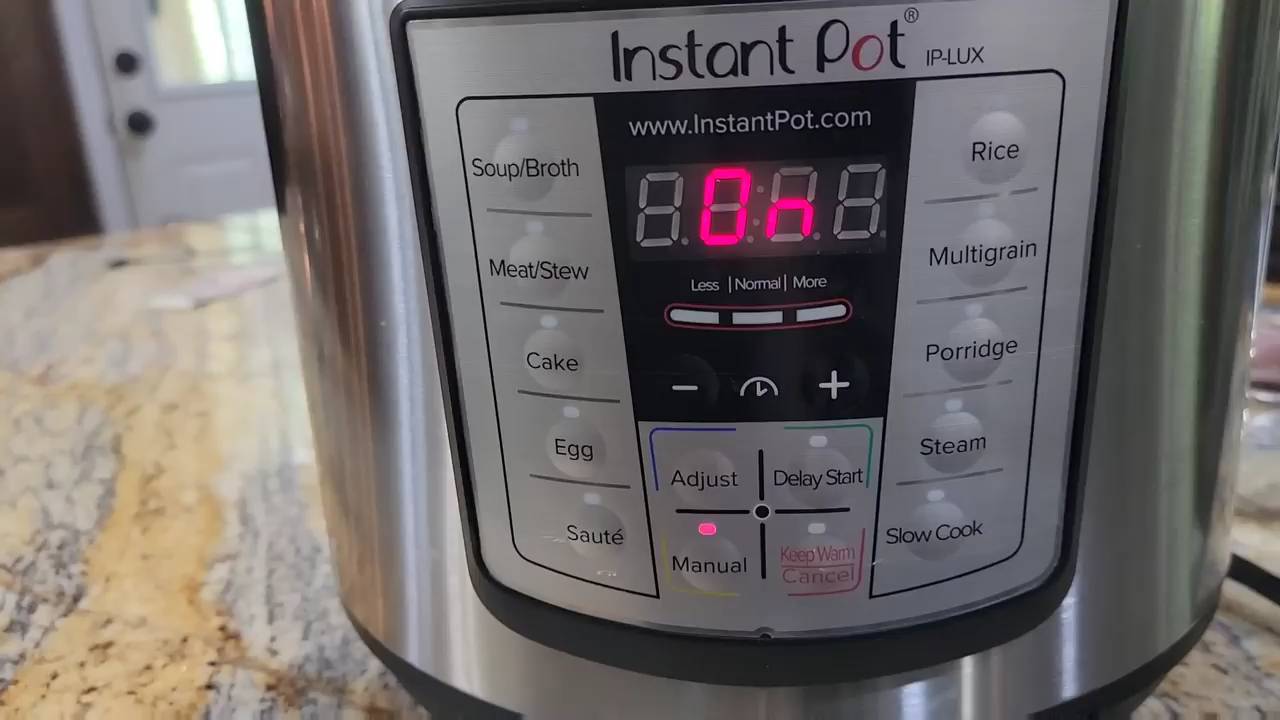 Instant Pot® IP-LUX
www.InstantPot.com
On
Less | Normal | More
− +
Soup/Broth
Meat/Stew
Cake
Egg
Sauté
Adjust
Delay Start
Manual
Keep Warm
Cancel
Rice
Multigrain
Porridge
Steam
Slow Cook